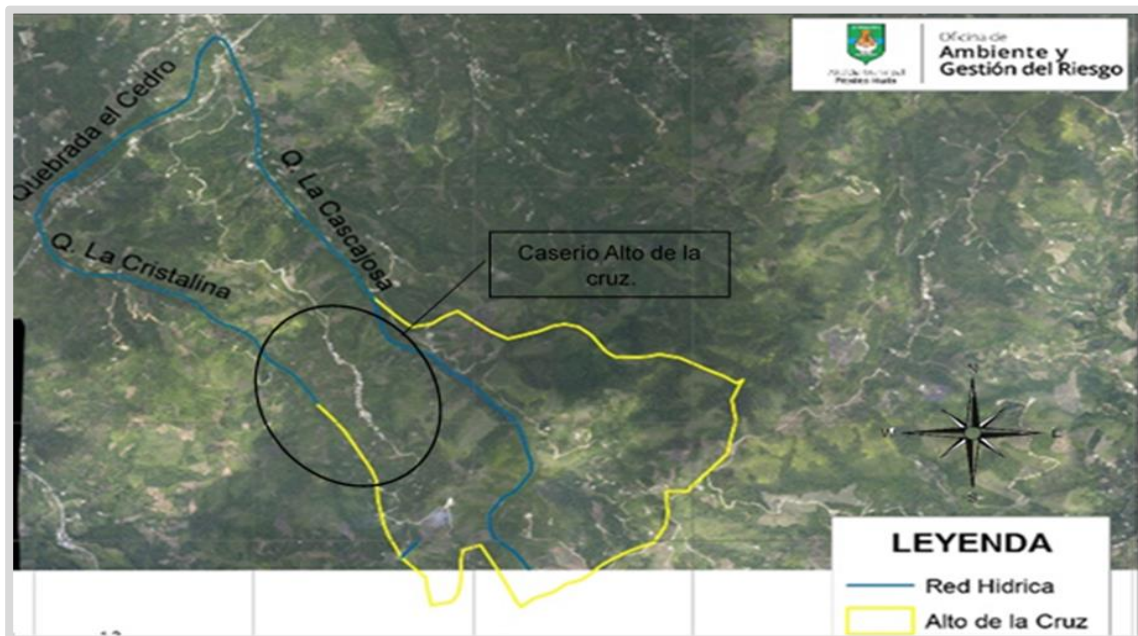 Oficina de
Ambiente y
Gestión del Riesgo
Quebrada el Cedro
Q. La Cascajosa
Q. La Cristalina
Caserio Alto de la
cruz.
LEYENDA
Red Hidrica
Alto de la Cruz